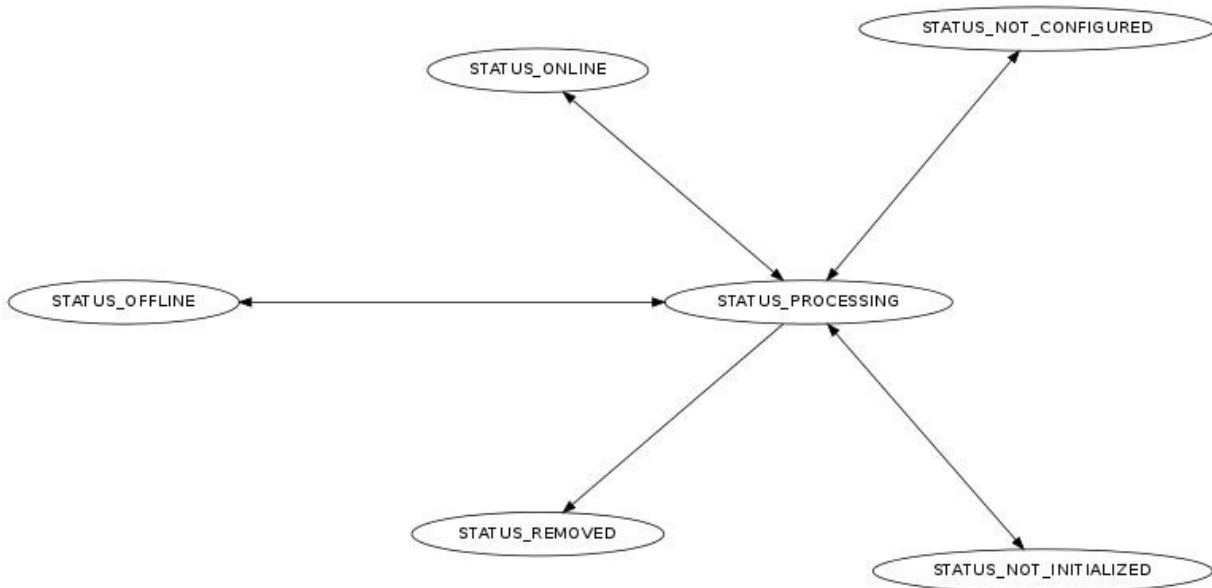 STATUS_NOT_CONFIGURED
STATUS_ONLINE
STATUS_OFFLINE
STATUS_PROCESSING
STATUS_REMOVED
STATUS_NOT_INITIALIZED